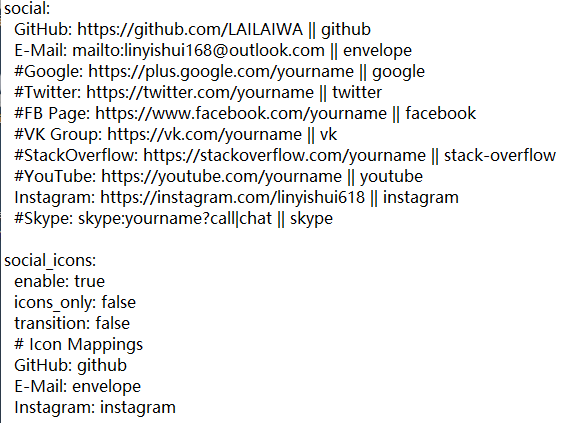 social:
GitHub: https://github.com/LAILAIWA || github
E-Mail: mailto:linyishui168@outlook.com || envelope
#Google: https://plus.google.com/yourname || google
#Twitter: https://twitter.com/yourname || twitter
#FB Page: https://www.facebook.com/yourname || facebook
#VK Group: https://vk.com/yourname || vk
#StackOverflow: https://stackoverflow.com/yourname || stack-overflow
#YouTube: https://youtube.com/yourname || youtube
Instagram: https://instagram.com/linyishui618 || instagram
#Skype: skype:yourname?call|chat || skype
social_icons:
enable: true
icons_only: false
transition: false
# Icon Mappings
GitHub: github
E-Mail: envelope
Instagram: instagram